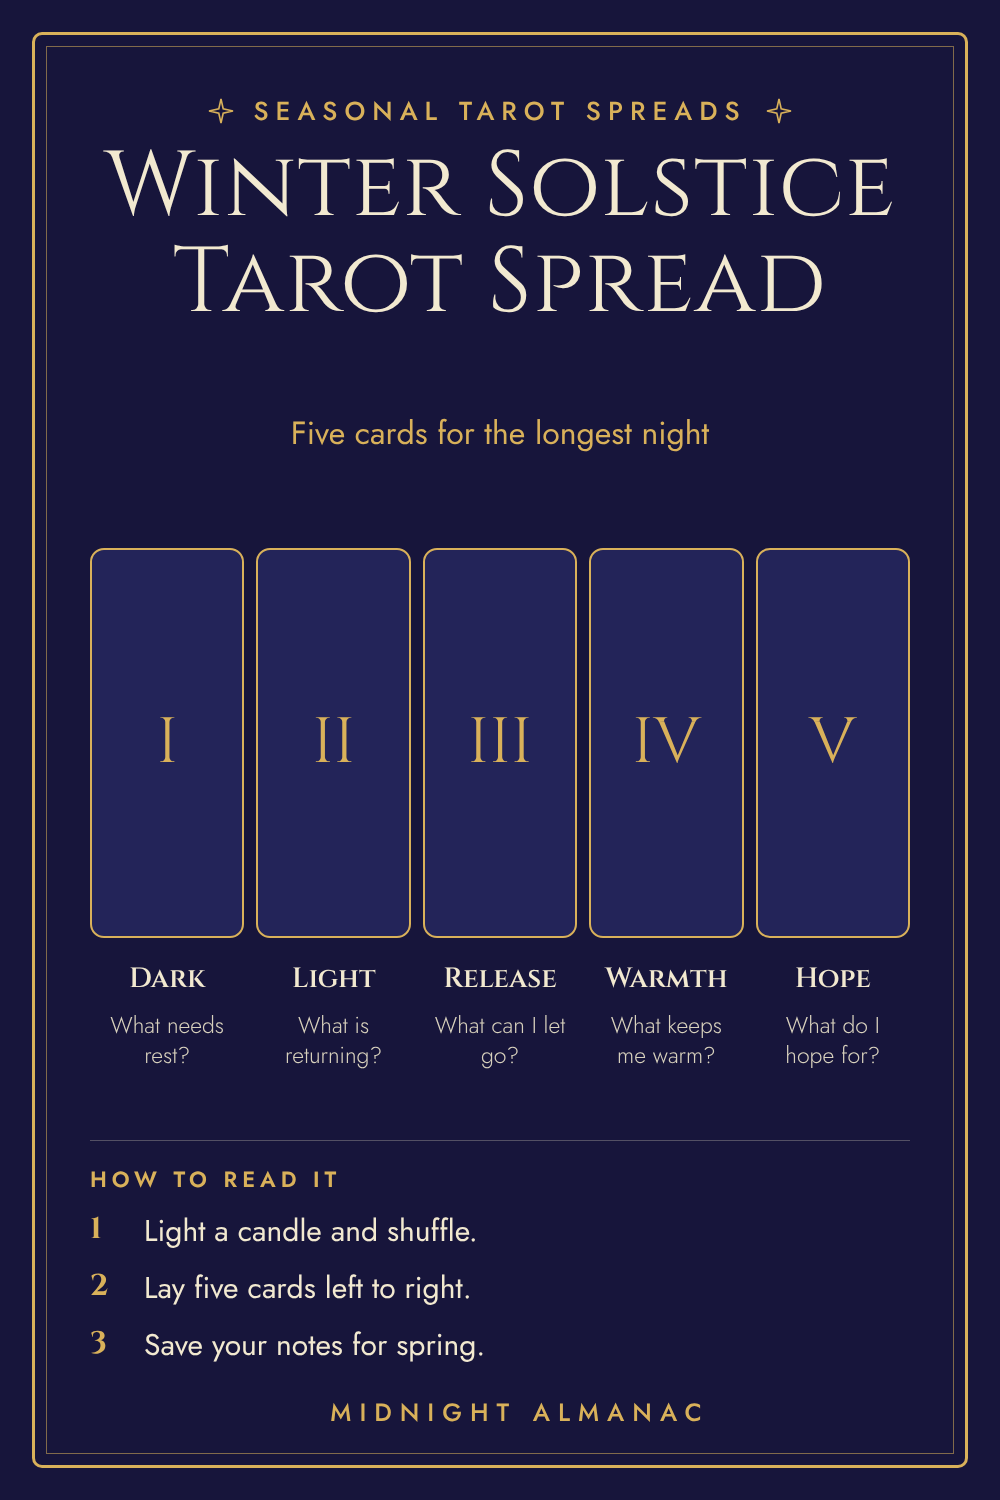 SEASONAL TAROT SPREADS
Winter Solstice
Tarot Spread
Five cards for the longest night
I II III IV V
Dark Light Release Warmth Hope
What needs What is What can I let What keeps What do I
rest? returning? go? me warm? hope for?
HOW TO READ IT
1 Light a candle and shuffle.
2 Lay five cards left to right.
3 Save your notes for spring.
MIDNIGHT ALMANAC